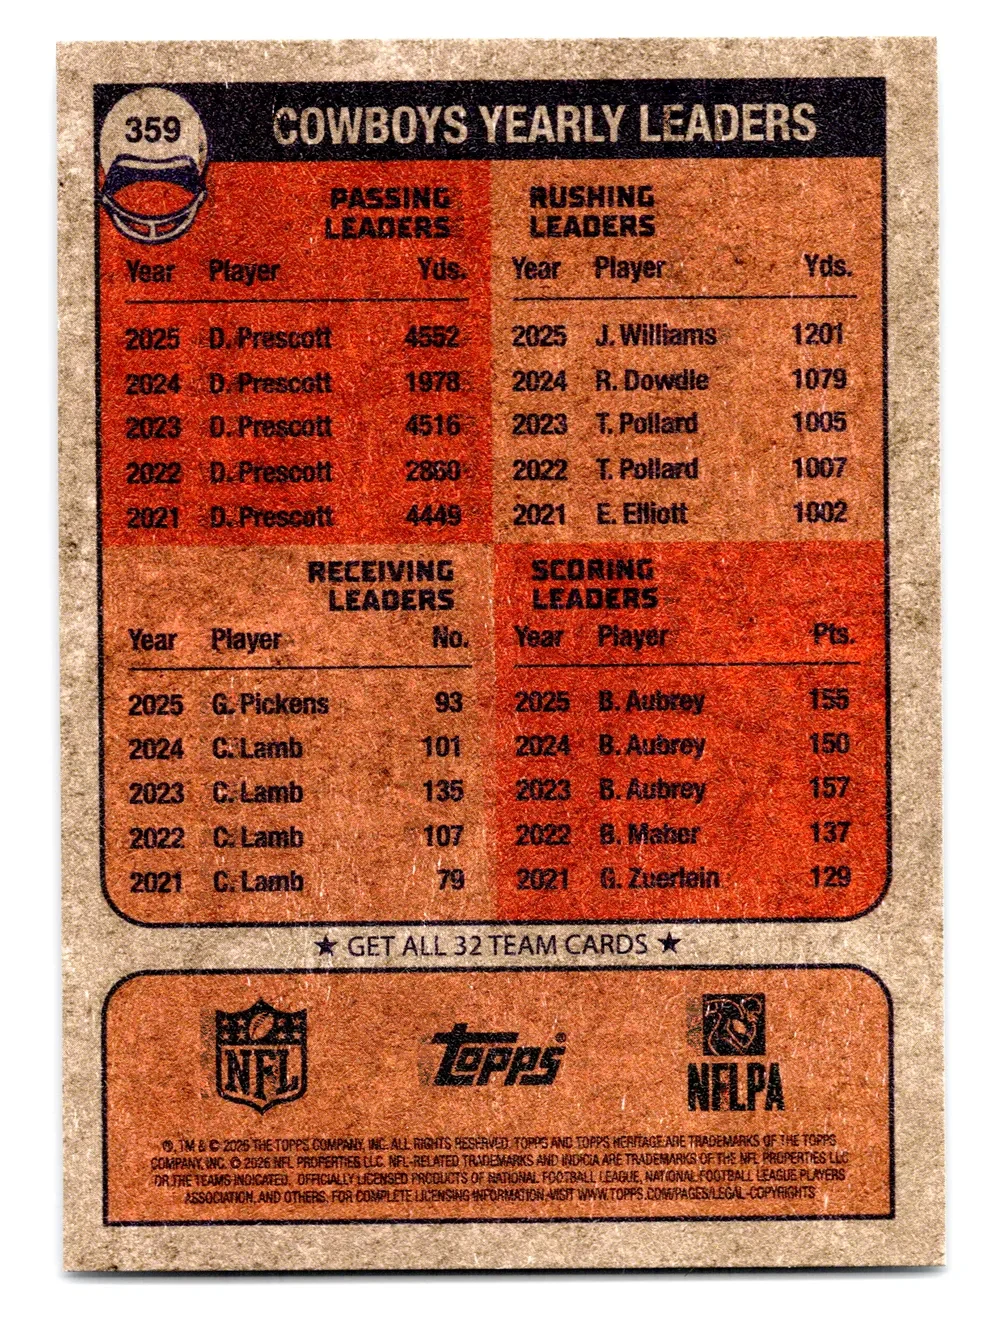 359
COWBOYS YEARLY LEADERS
PASSING
LEADERS
Year Player Yds.
2025 D. Prescott 4552
2024 D. Prescott 1978
2023 D. Prescott 4516
2022 D. Prescott 2860
2021 D. Prescott 4449
RUSHING
LEADERS
Year Player Yds.
2025 J. Williams 1201
2024 R. Dowdle 1079
2023 T. Pollard 1005
2022 T. Pollard 1007
2021 E. Elliott 1002
RECEIVING
LEADERS
Year Player No.
2025 G. Pickens 93
2024 C. Lamb 101
2023 C. Lamb 135
2022 C. Lamb 107
2021 C. Lamb 79
SCORING
LEADERS
Year Player Pts.
2025 B. Aubrey 155
2024 B. Aubrey 150
2023 B. Aubrey 157
2022 B. Maher 137
2021 G. Zuerlein 129
★ GET ALL 32 TEAM CARDS ★
NFL
Topps®
NFLPA
®, TM & © 2026 THE TOPPS COMPANY, INC. ALL RIGHTS RESERVED. TOPPS AND TOPPS HERITAGE ARE TRADEMARKS OF THE TOPPS
COMPANY, INC. © 2026 NFL PROPERTIES LLC. NFL-RELATED TRADEMARKS AND INDICIA ARE TRADEMARKS OF THE NFL PROPERTIES LLC
OR THE TEAMS INDICATED. OFFICIALLY LICENSED PRODUCTS OF NATIONAL FOOTBALL LEAGUE, NATIONAL FOOTBALL LEAGUE PLAYERS
ASSOCIATION, AND OTHERS. FOR COMPLETE LICENSING INFORMATION, VISIT WWW.TOPPS.COM/PAGES/LEGAL-COPYRIGHTS